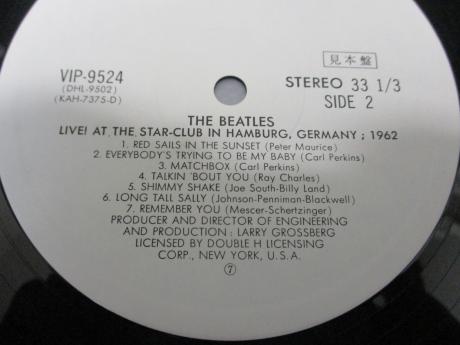 見本盤
VIP-9524
(DHL-9502)
(KAH-7375-D)
STEREO 33 1/3
SIDE 2
THE BEATLES
LIVE! AT THE STAR-CLUB IN HAMBURG, GERMANY ; 1962
1. RED SAILS IN THE SUNSET (Peter Maurice)
2. EVERYBODY'S TRYING TO BE MY BABY (Carl Perkins)
3. MATCHBOX (Carl Perkins)
4. TALKIN 'BOUT YOU (Ray Charles)
5. SHIMMY SHAKE (Joe South-Billy Land)
6. LONG TALL SALLY (Johnson-Penniman-Blackwell)
7. REMEMBER YOU (Mescer-Schertzinger)
PRODUCER AND DIRECTOR OF ENGINEERING
AND PRODUCTION : LARRY GROSSBERG
LICENSED BY DOUBLE H LICENSING
CORP., NEW YORK, U.S.A.
⑦